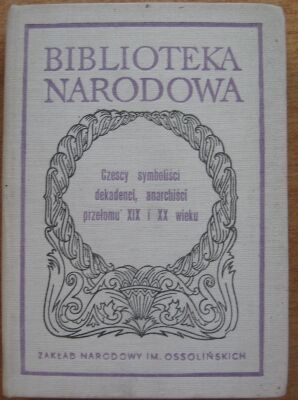 BIBLIOTEKA
NARODOWA
Czescy symboliści
dekadenci, anarchiści
przełomu XIX i XX wieku
ZAKŁAD NARODOWY IM. OSSOLIŃSKICH